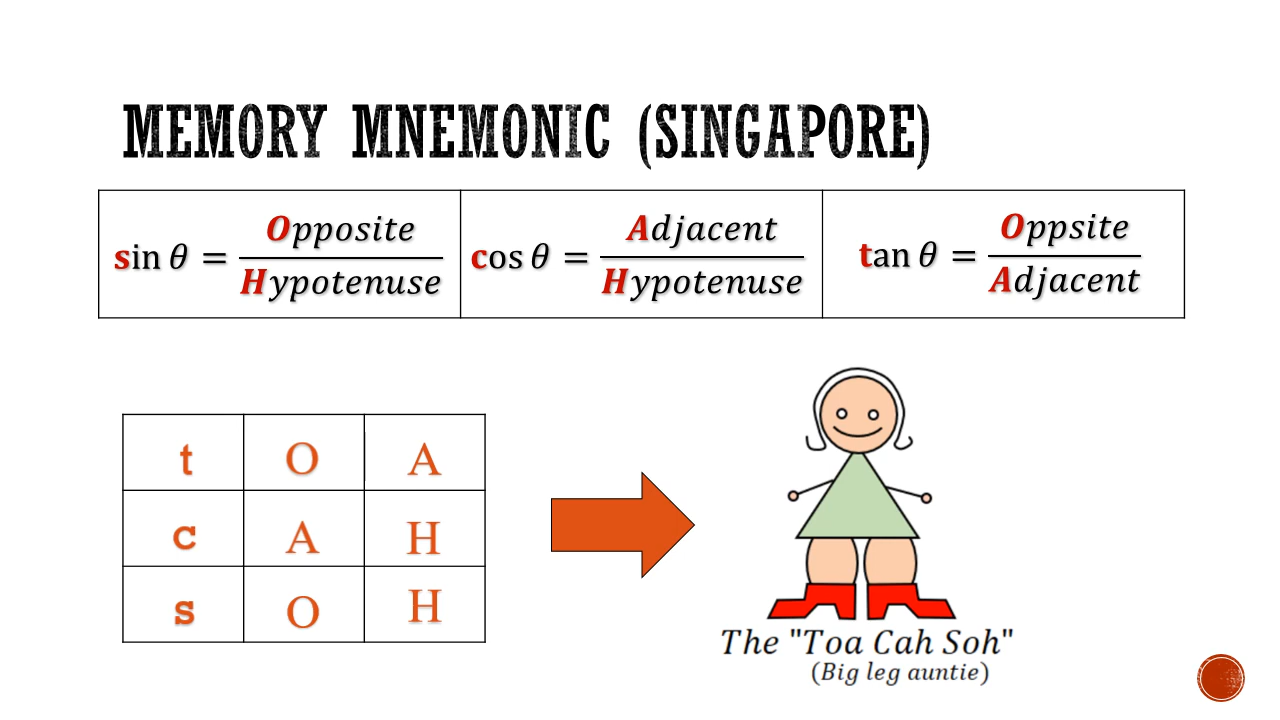 MEMORY MNEMONIC (SINGAPORE)
sin θ = Opposite / Hypotenuse
cos θ = Adjacent / Hypotenuse
tan θ = Oppsite / Adjacent
t O A
c A H
s O H
The "Toa Cah Soh"
(Big leg auntie)